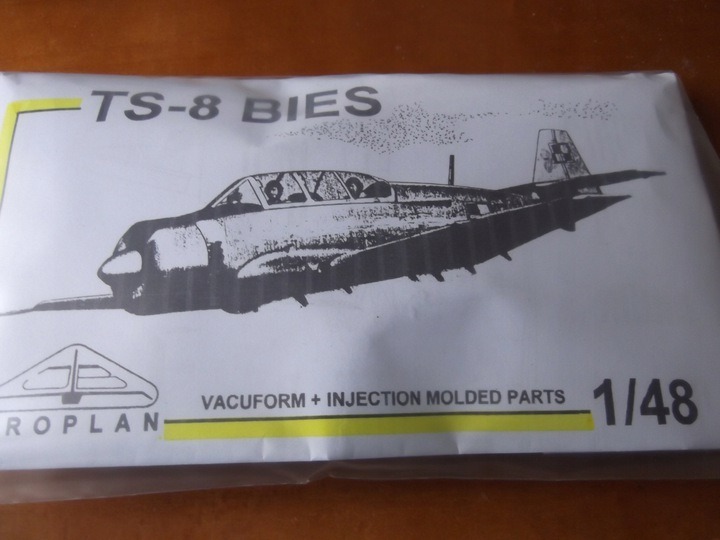 TS-8 BIES
ROPLAN
VACUFORM + INJECTION MOLDED PARTS
1/48